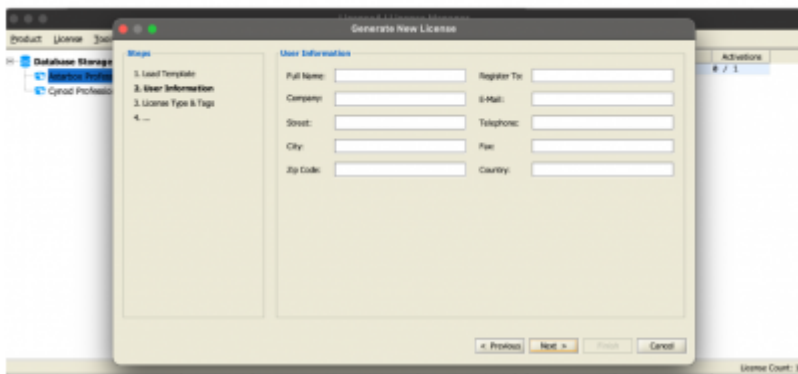 Generate New License
Product License
Database Storage
Activations
0 / 1
Steps
1. Load Template
2. User Information
3. License Type & Tags
4. ...
User Information
Full Name: Register To:
Company: E-Mail:
Street: Telephone:
City: Fax:
Zip Code: Country:
< Previous Next > Finish Cancel
License Count: